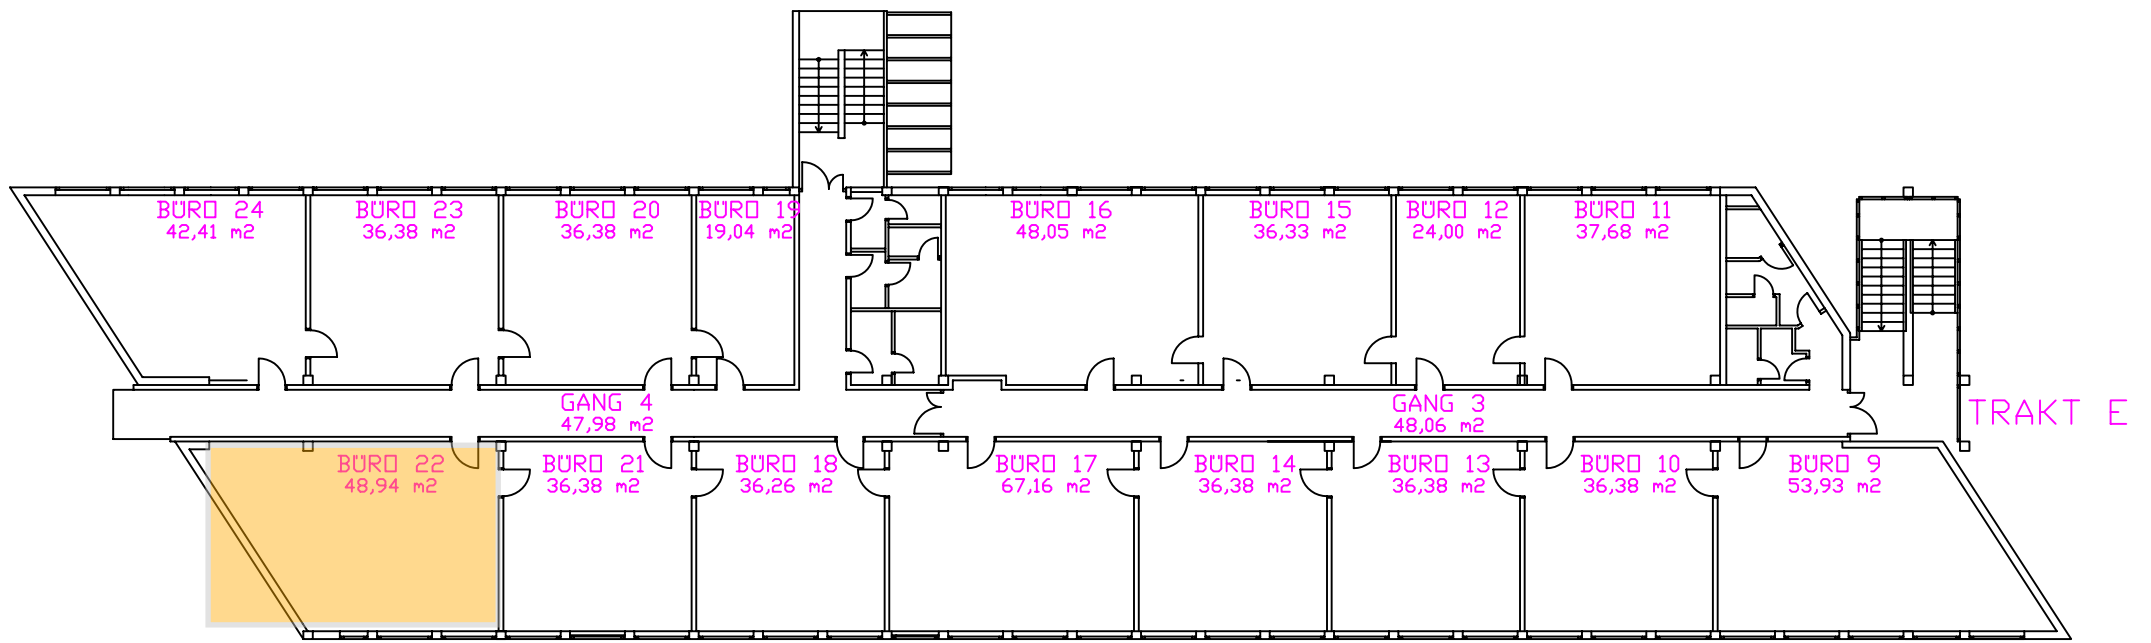 BÜRO 24
42,41 m2
BÜRO 23
36,38 m2
BÜRO 20
36,38 m2
BÜRO 19
19,04 m2
BÜRO 16
48,05 m2
BÜRO 15
36,33 m2
BÜRO 12
24,00 m2
BÜRO 11
37,68 m2
GANG 4
47,98 m2
GANG 3
48,06 m2
TRAKT E
BÜRO 22
48,94 m2
BÜRO 21
36,38 m2
BÜRO 18
36,26 m2
BÜRO 17
67,16 m2
BÜRO 14
36,38 m2
BÜRO 13
36,38 m2
BÜRO 10
36,38 m2
BÜRO 9
53,93 m2